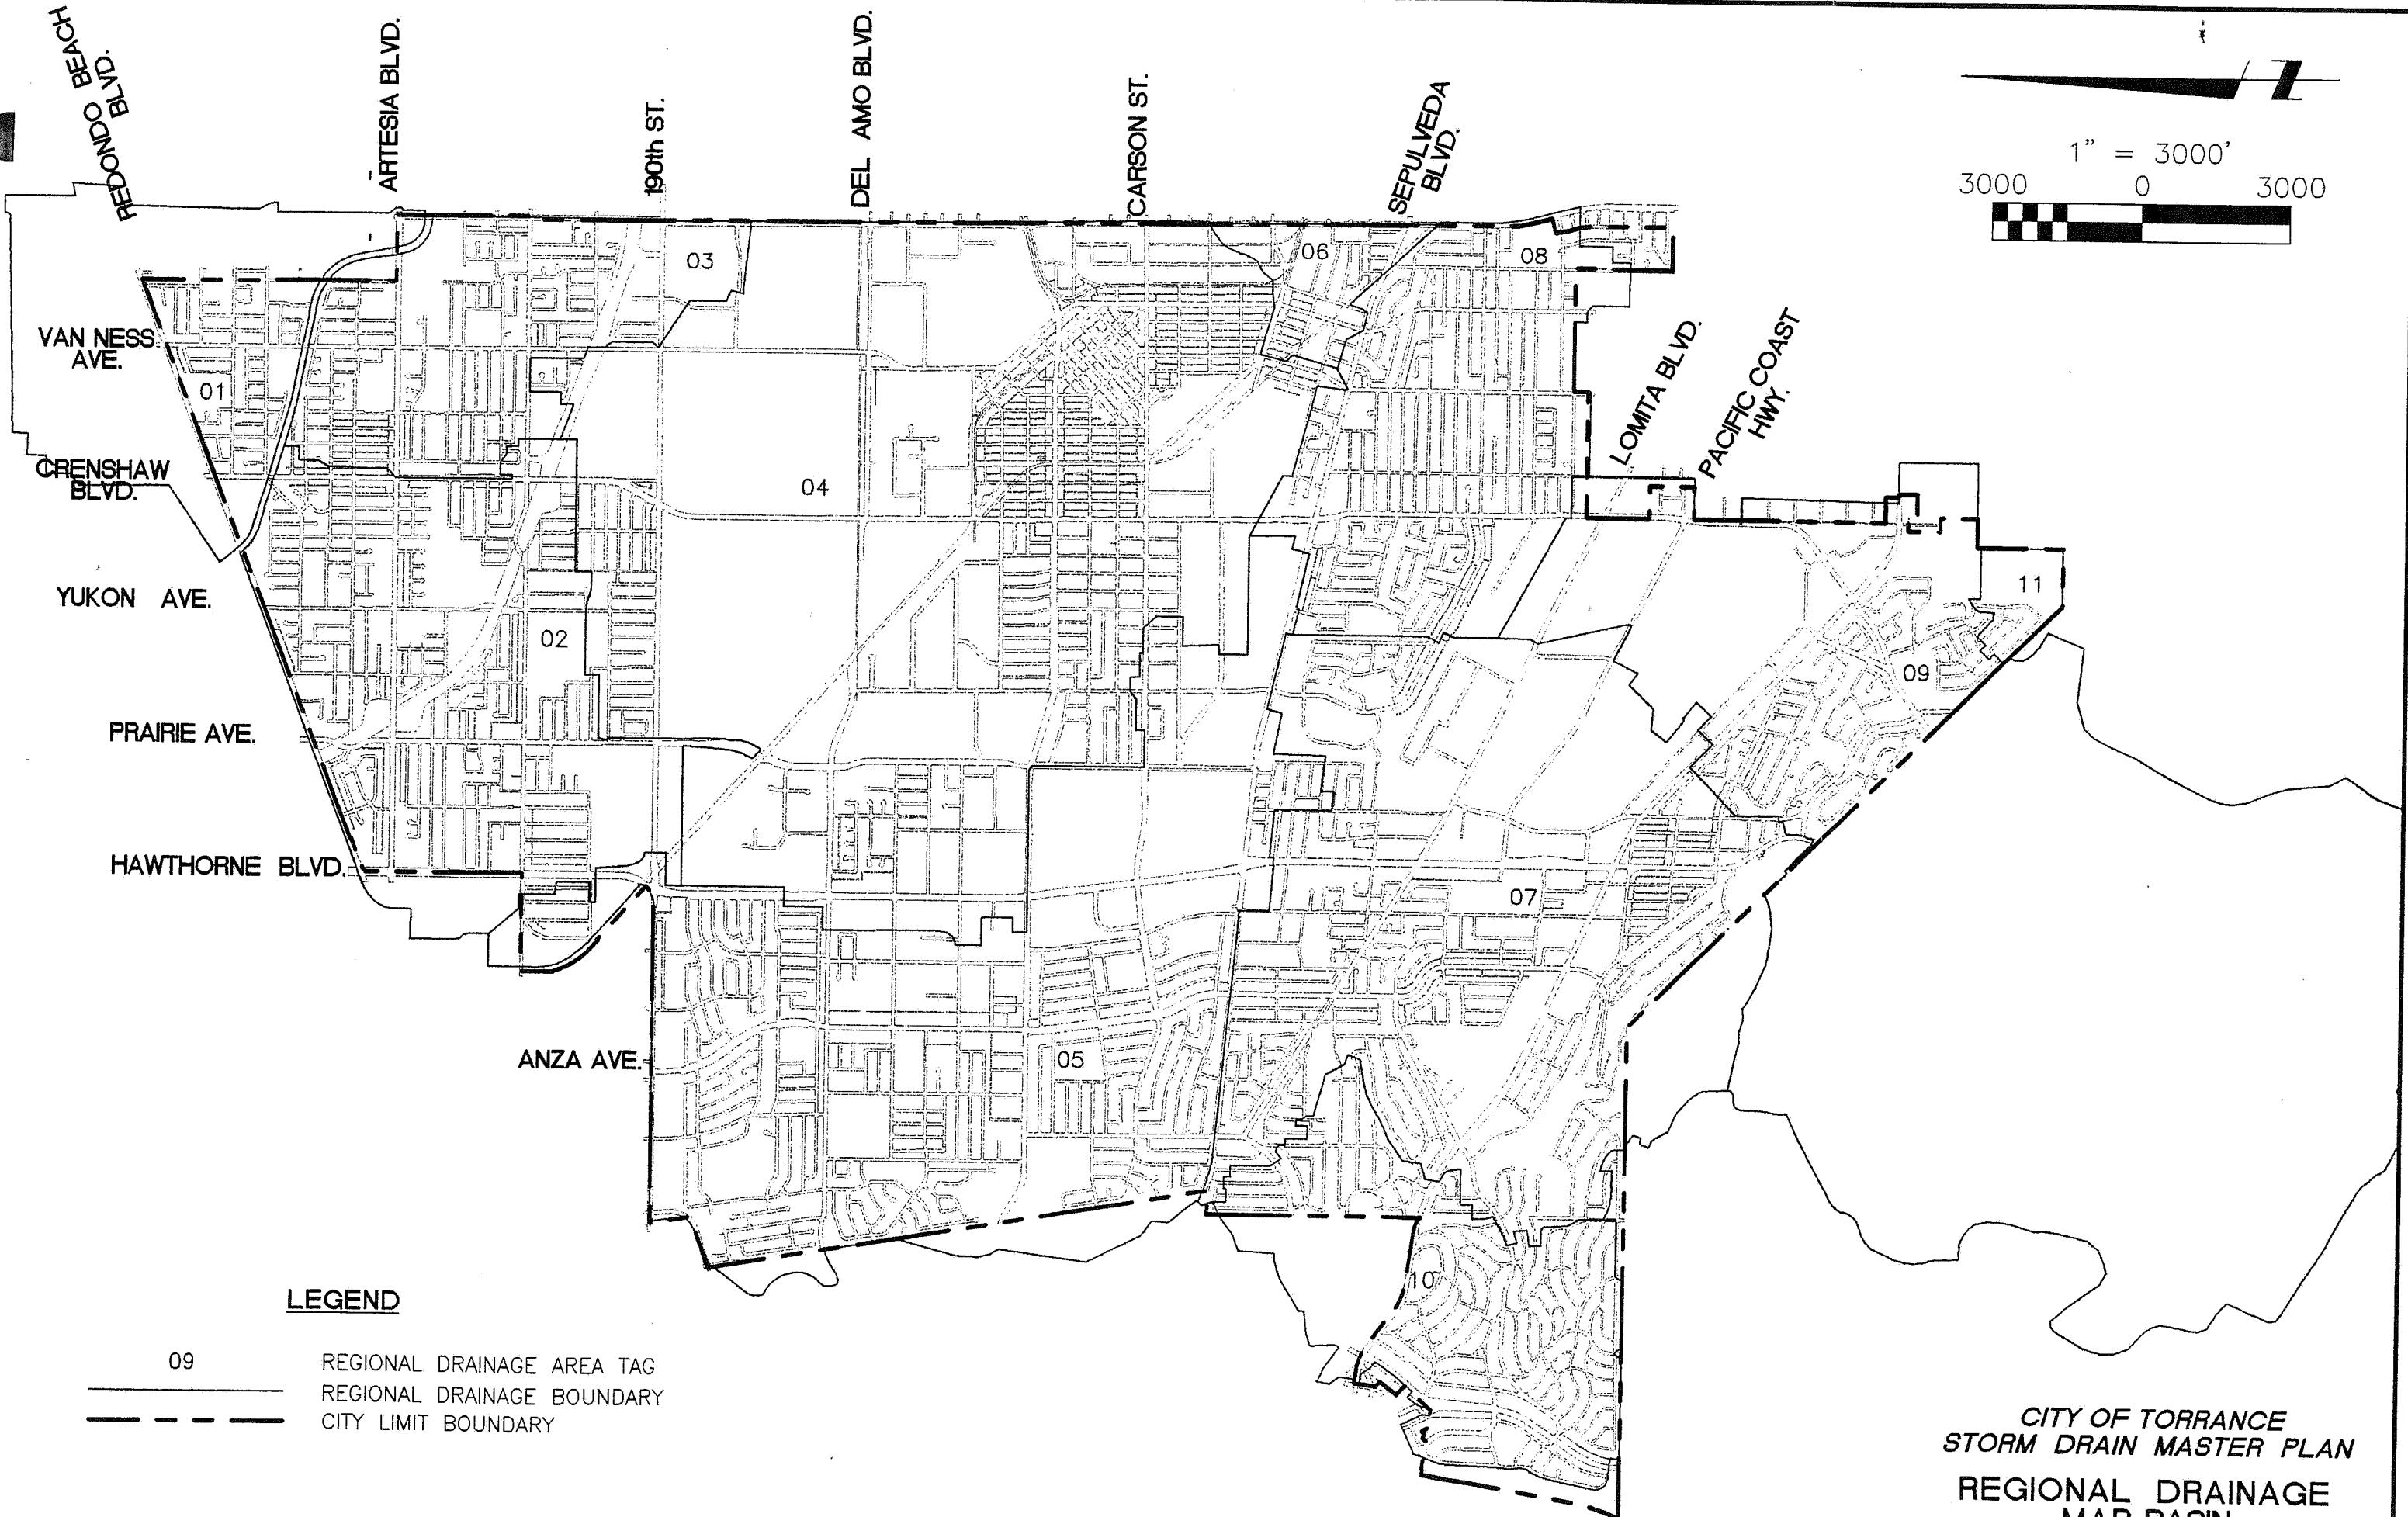 REDONDO BEACH
BLVD.
ARTESIA BLVD.
190th ST.
DEL AMO BLVD.
CARSON ST.
SEPULVEDA
BLVD.
1" = 3000'
3000 0 3000
VAN NESS
AVE.
CRENSHAW
BLVD.
YUKON AVE.
PRAIRIE AVE.
HAWTHORNE BLVD.
ANZA AVE.
LOMITA BLVD.
PACIFIC COAST
HWY.
01
02
03
04
05
06
07
08
09
10
11
LEGEND
09 REGIONAL DRAINAGE AREA TAG
REGIONAL DRAINAGE BOUNDARY
CITY LIMIT BOUNDARY
CITY OF TORRANCE
STORM DRAIN MASTER PLAN
REGIONAL DRAINAGE
MAP BASIN